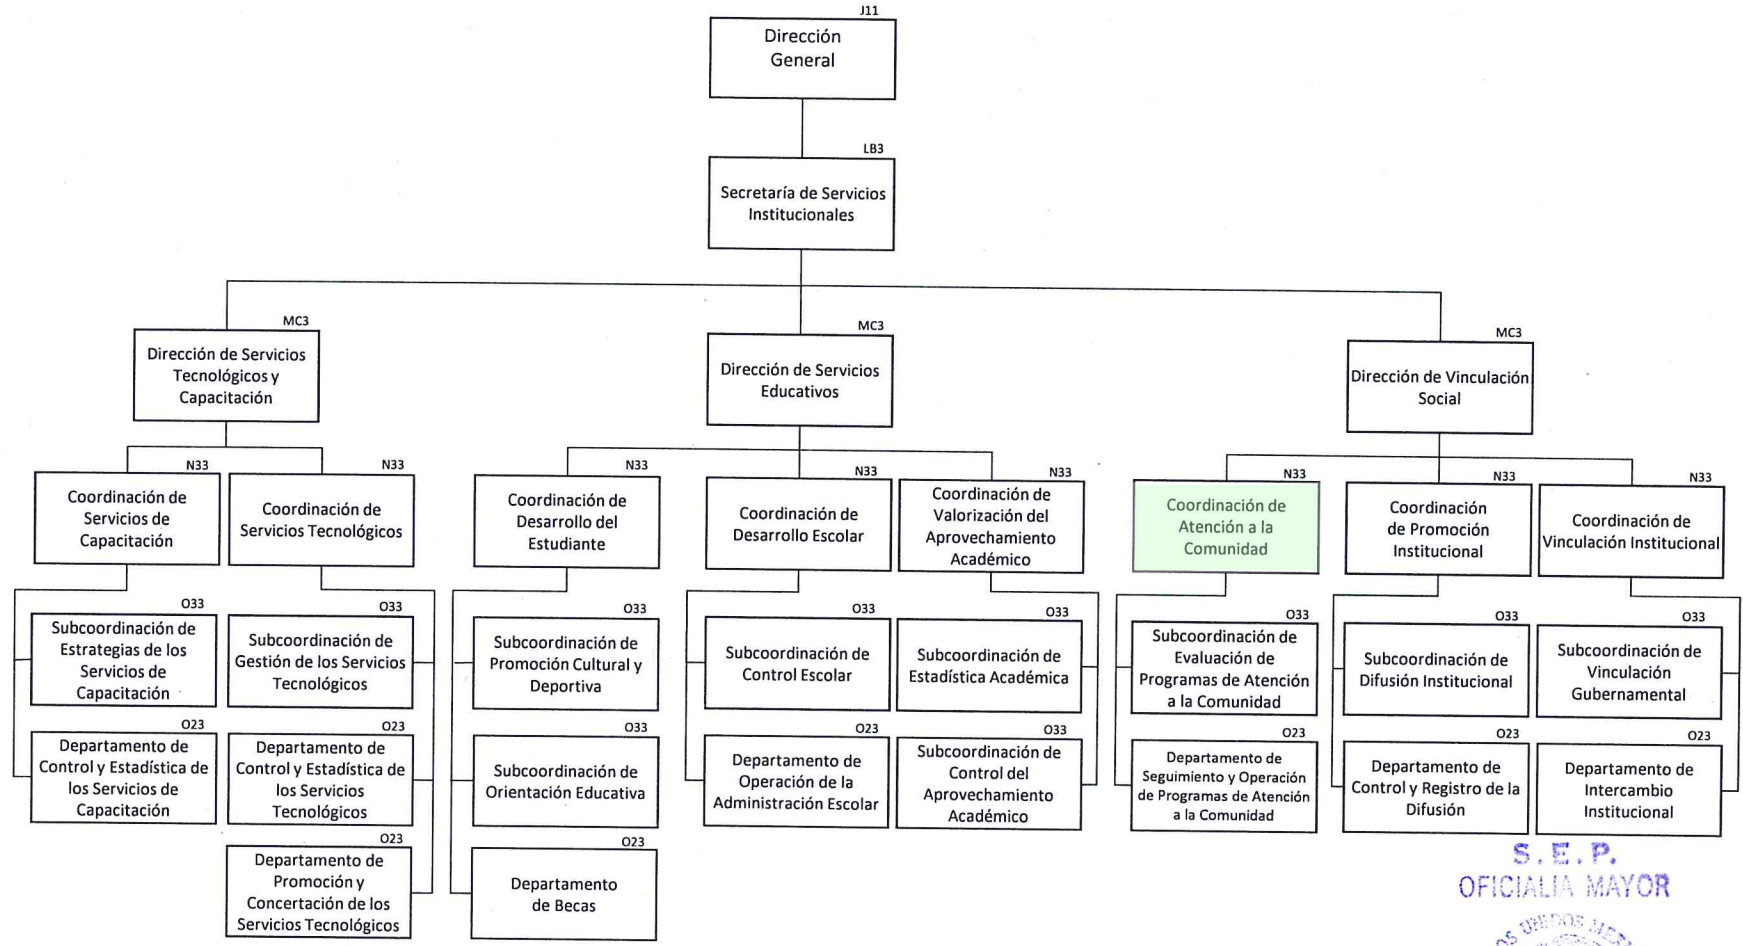 J11
Dirección
General
LB3
Secretaría de Servicios
Institucionales
MC3
Dirección de Servicios
Tecnológicos y
Capacitación
MC3
Dirección de Servicios
Educativos
MC3
Dirección de Vinculación
Social
N33
Coordinación de
Servicios de
Capacitación
N33
Coordinación de
Servicios Tecnológicos
N33
Coordinación de
Desarrollo del
Estudiante
N33
Coordinación de
Desarrollo Escolar
N33
Coordinación de
Valorización del
Aprovechamiento
Académico
N33
Coordinación de
Atención a la
Comunidad
N33
Coordinación
de Promoción
Institucional
N33
Coordinación de
Vinculación Institucional
O33
Subcoordinación de
Estrategias de los
Servicios de
Capacitación
O33
Subcoordinación de
Gestión de los Servicios
Tecnológicos
O33
Subcoordinación de
Promoción Cultural y
Deportiva
O33
Subcoordinación de
Control Escolar
O33
Subcoordinación de
Estadística Académica
O33
Subcoordinación de
Evaluación de
Programas de Atención
a la Comunidad
O33
Subcoordinación de
Difusión Institucional
O33
Subcoordinación de
Vinculación
Gubernamental
O23
Departamento de
Control y Estadística de
los Servicios de
Capacitación
O23
Departamento de
Control y Estadística de
los Servicios
Tecnológicos
O33
Subcoordinación de
Orientación Educativa
O23
Departamento de
Operación de la
Administración Escolar
O33
Subcoordinación de
Control del
Aprovechamiento
Académico
O23
Departamento de
Seguimiento y Operación
de Programas de Atención
a la Comunidad
O23
Departamento de
Control y Registro de la
Difusión
O23
Departamento de
Intercambio
Institucional
O23
Departamento de
Promoción y
Concertación de los
Servicios Tecnológicos
O23
Departamento
de Becas
S.E.P.
OFICIALIA MAYOR